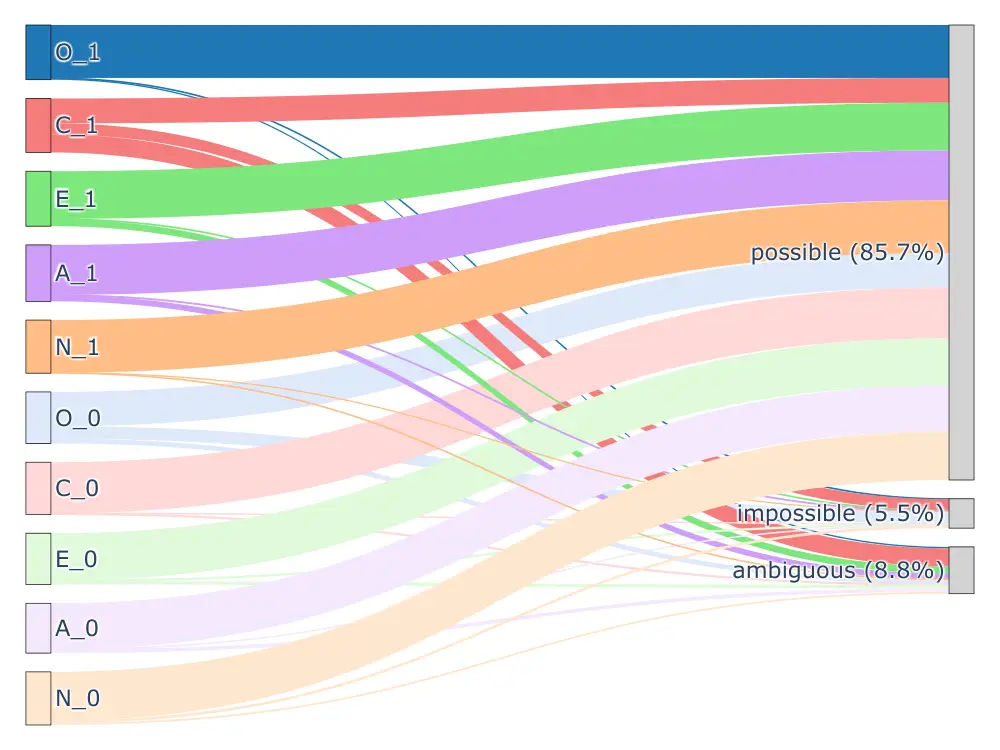 O_1
C_1
E_1
A_1
N_1
O_0
C_0
E_0
A_0
N_0
possible (85.7%)
impossible (5.5%)
ambiguous (8.8%)